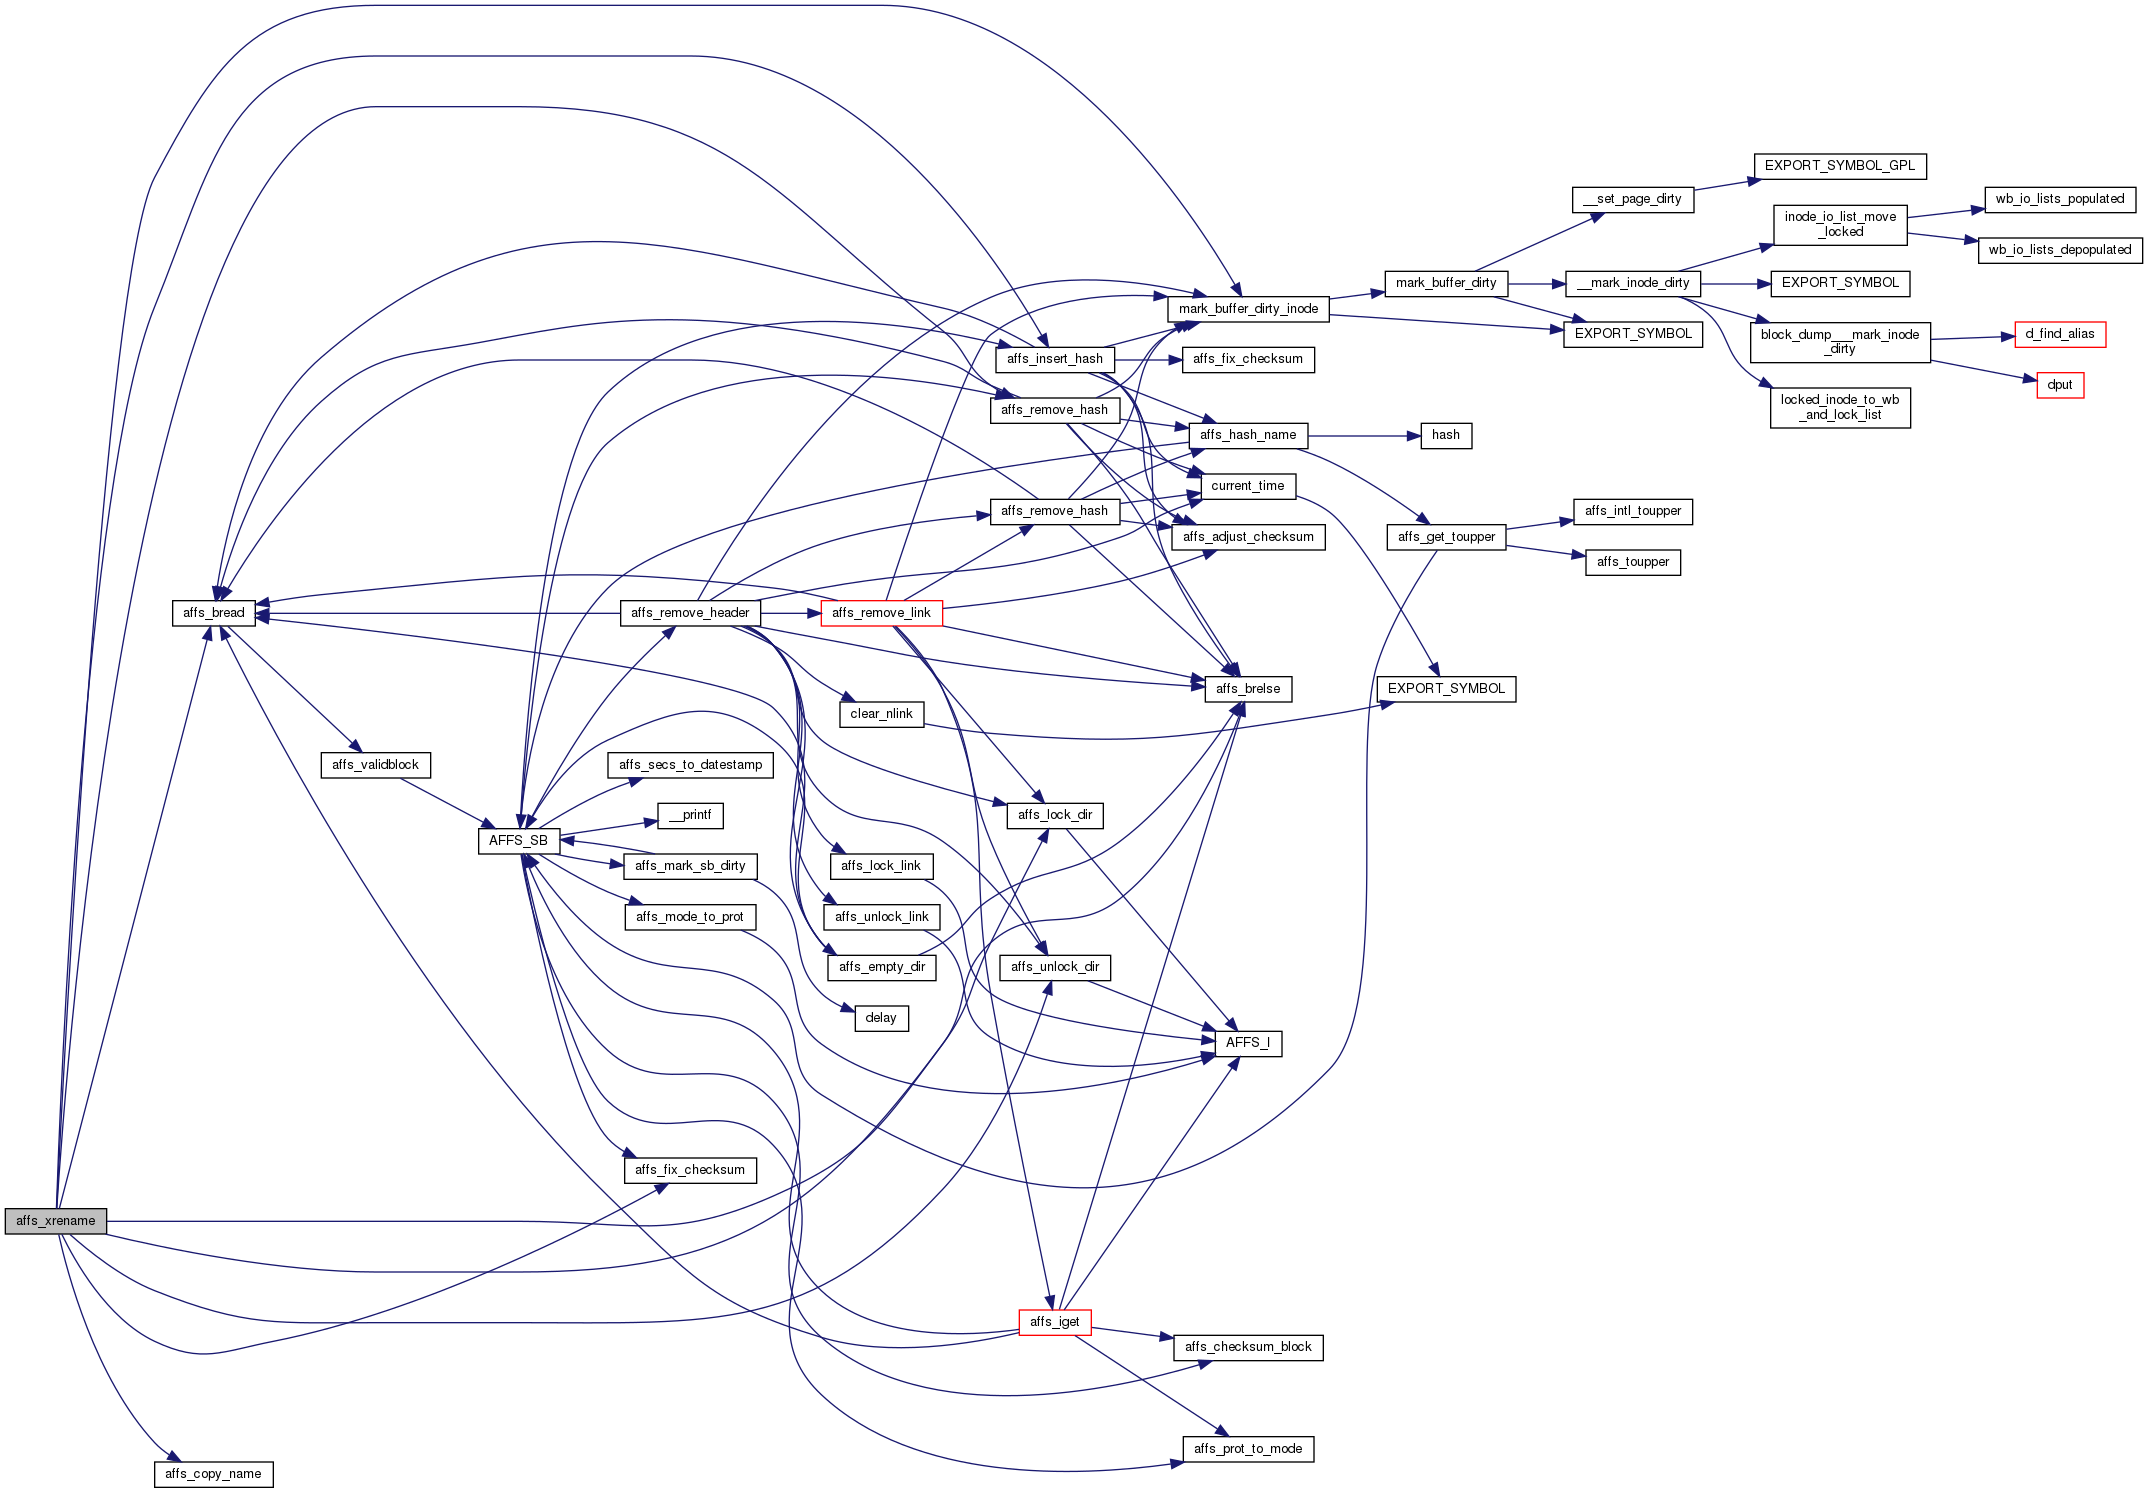 EXPORT_SYMBOL_GPL
__set_page_dirty
wb_io_lists_populated
inode_io_list_move
_locked
wb_io_lists_depopulated
mark_buffer_dirty
__mark_inode_dirty
EXPORT_SYMBOL
mark_buffer_dirty_inode
EXPORT_SYMBOL
block_dump___mark_inode
_dirty
d_find_alias
affs_insert_hash
affs_fix_checksum
dput
locked_inode_to_wb
_and_lock_list
affs_remove_hash
affs_hash_name
hash
current_time
affs_remove_hash
affs_intl_toupper
affs_adjust_checksum
affs_get_toupper
affs_toupper
affs_bread
affs_remove_header
affs_remove_link
affs_brelse
EXPORT_SYMBOL
clear_nlink
affs_validblock
affs_secs_to_datestamp
__printf
affs_lock_dir
AFFS_SB
affs_mark_sb_dirty
affs_lock_link
affs_mode_to_prot
affs_unlock_link
affs_empty_dir
affs_unlock_dir
delay
AFFS_I
affs_fix_checksum
affs_xrename
affs_iget
affs_checksum_block
affs_prot_to_mode
affs_copy_name